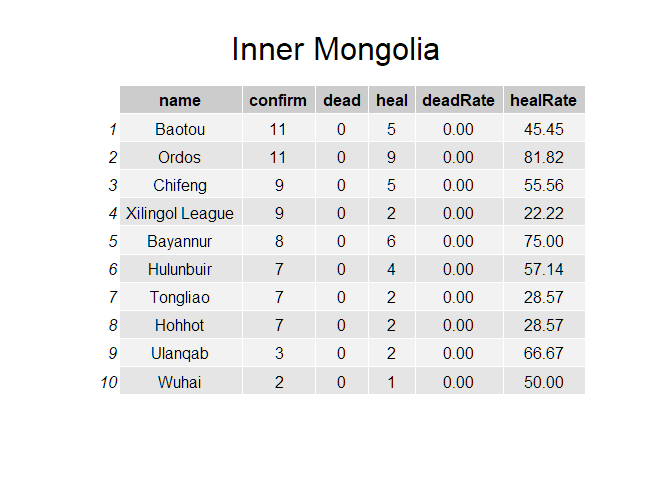 Inner Mongolia
name confirm dead heal deadRate healRate
1 Baotou 11 0 5 0.00 45.45
2 Ordos 11 0 9 0.00 81.82
3 Chifeng 9 0 5 0.00 55.56
4 Xilingol League 9 0 2 0.00 22.22
5 Bayannur 8 0 6 0.00 75.00
6 Hulunbuir 7 0 4 0.00 57.14
7 Tongliao 7 0 2 0.00 28.57
8 Hohhot 7 0 2 0.00 28.57
9 Ulanqab 3 0 2 0.00 66.67
10 Wuhai 2 0 1 0.00 50.00